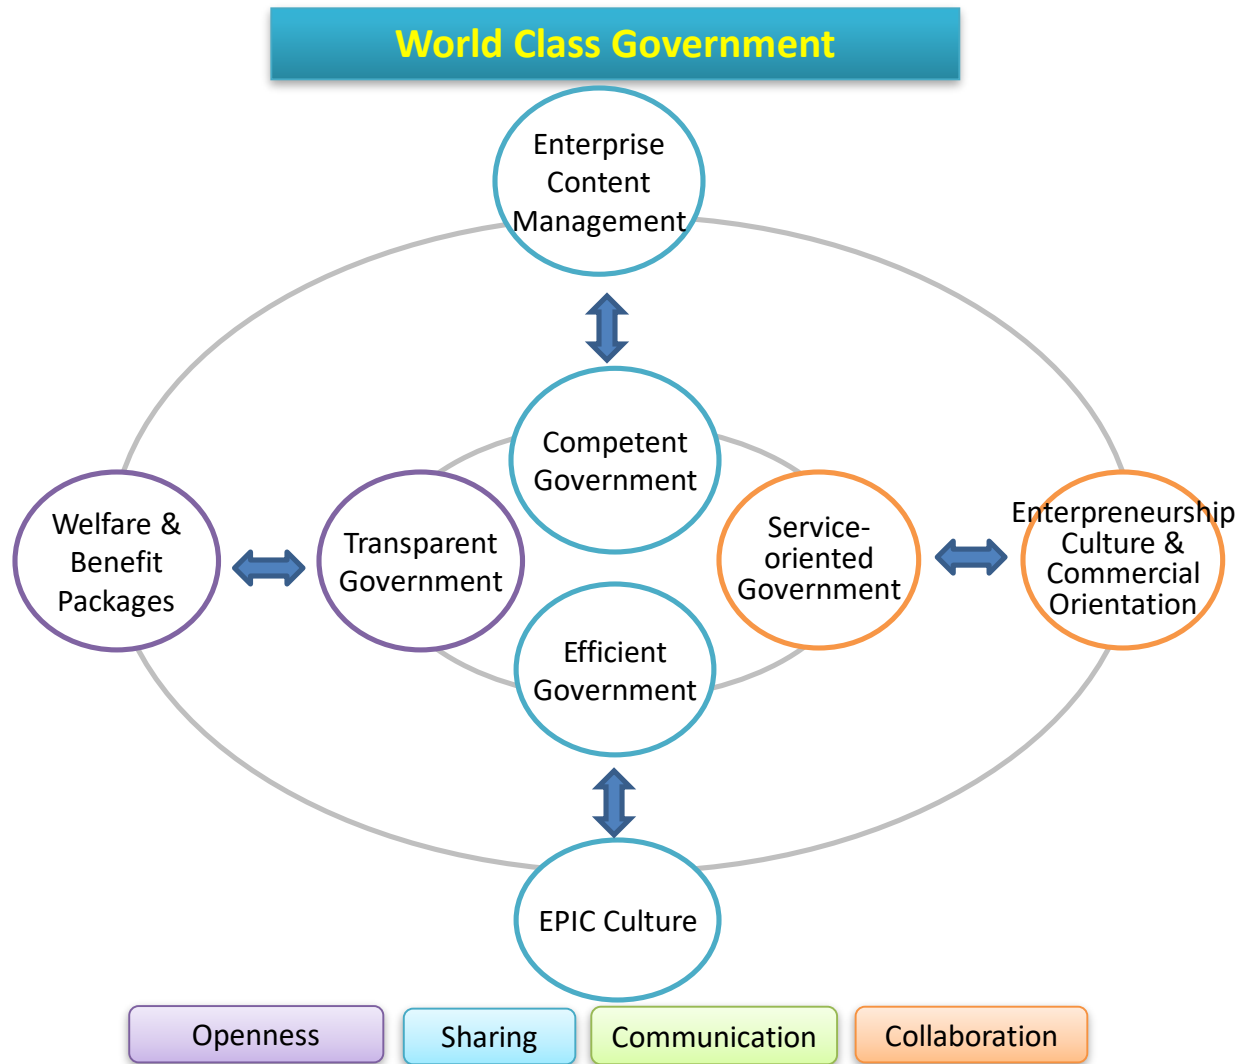 World Class Government
Enterprise
Content
Management
Competent
Government
Welfare &
Benefit
Packages
Transparent
Government
Service-
oriented
Government
Enterpreneurship
Culture &
Commercial
Orientation
Efficient
Government
EPIC Culture
Openness
Sharing
Communication
Collaboration